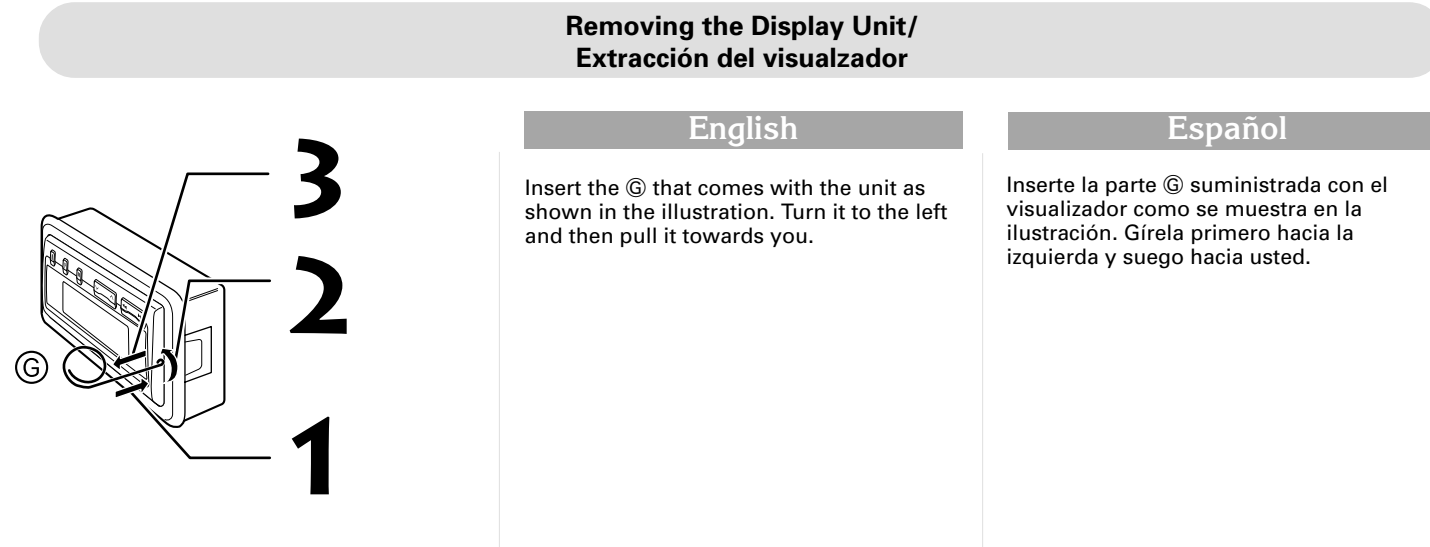 Removing the Display Unit/
Extracción del visualzador
3
2
G
1
English
Insert the Ⓖ that comes with the unit as
shown in the illustration. Turn it to the left
and then pull it towards you.
Español
Inserte la parte Ⓖ suministrada con el
visualizador como se muestra en la
ilustración. Gírela primero hacia la
izquierda y suego hacia usted.